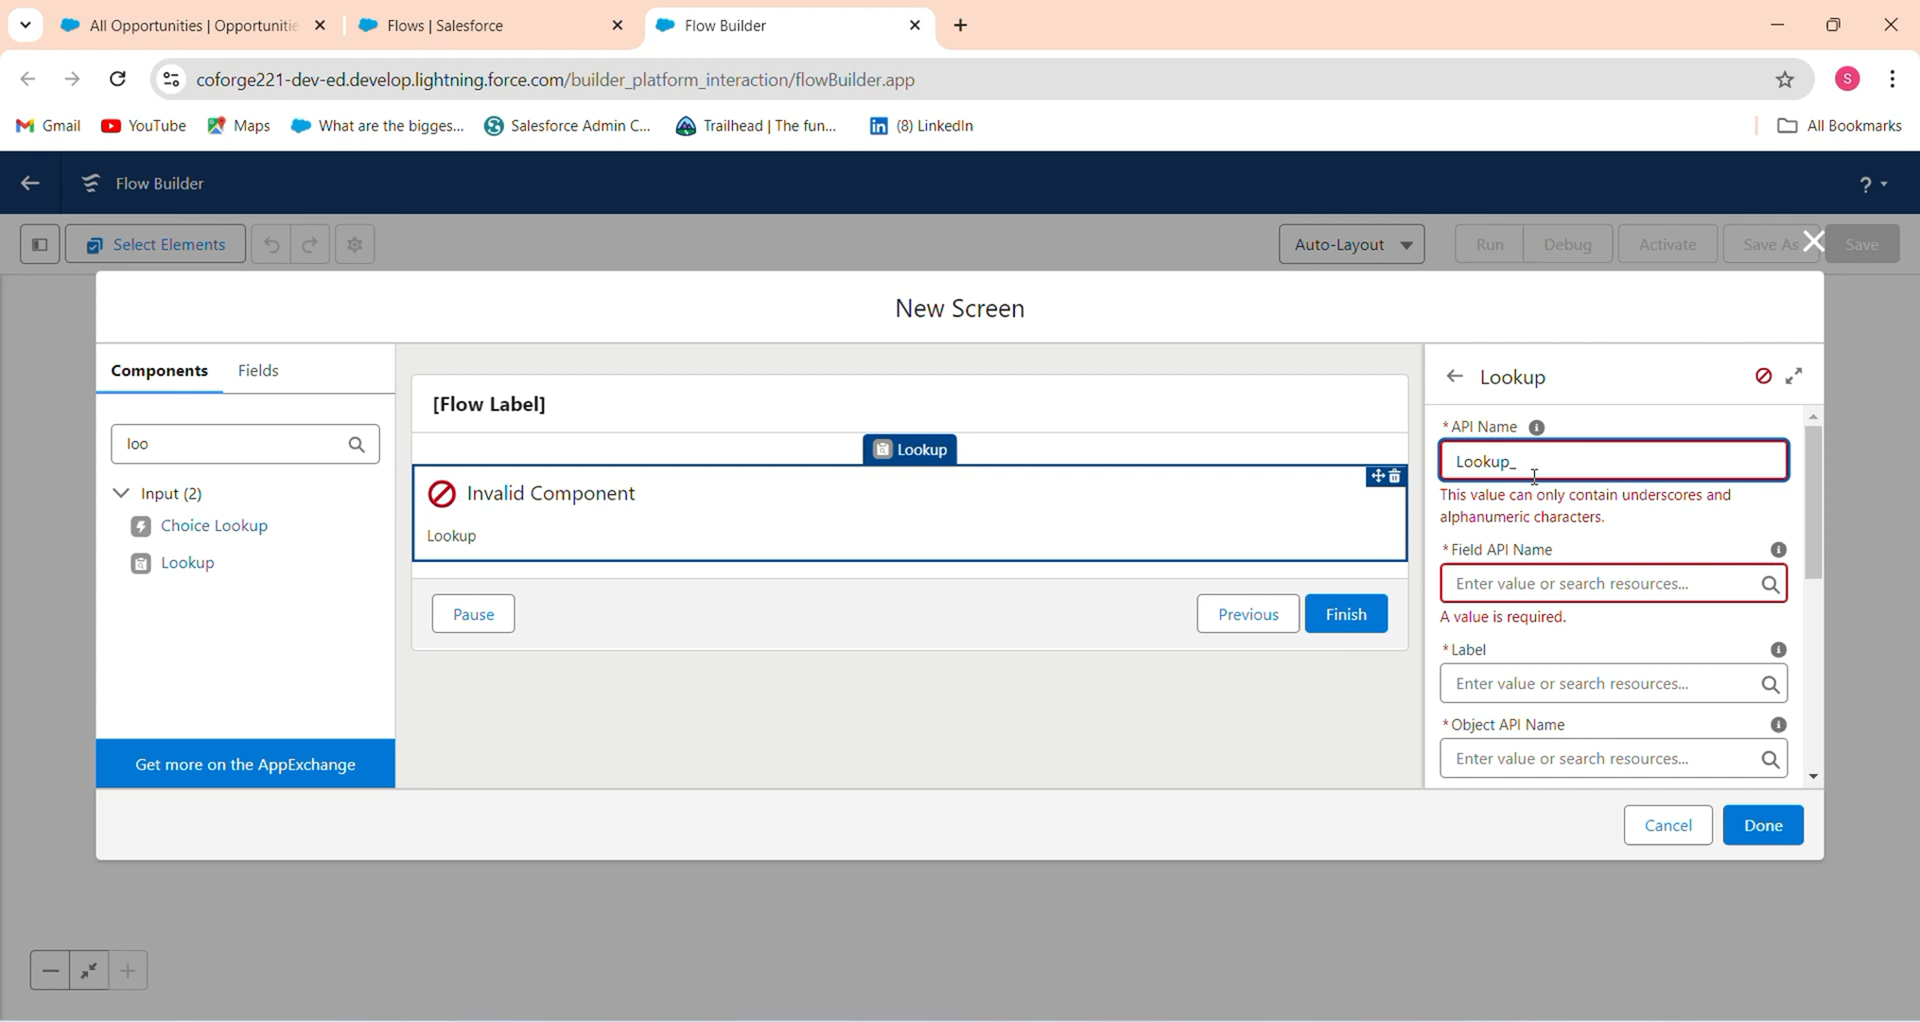 All Opportunities | Opportunitie
Flows | Salesforce
Flow Builder
coforge221-dev-ed.develop.lightning.force.com/builder_platform_interaction/flowBuilder.app
S
Gmail
YouTube
Maps
What are the bigges...
Salesforce Admin C...
Trailhead | The fun...
(8) LinkedIn
All Bookmarks
Flow Builder
?
Select Elements
Auto-Layout
Run
Debug
Activate
Save As
Save
New Screen
Components
Fields
[Flow Label]
Lookup
loo
Lookup
Input (2)
Choice Lookup
Lookup
Invalid Component
Lookup
Pause
Previous
Finish
* API Name
Lookup_
This value can only contain underscores and
alphanumeric characters.
* Field API Name
Enter value or search resources...
A value is required.
* Label
Enter value or search resources...
* Object API Name
Enter value or search resources...
Get more on the AppExchange
Cancel
Done